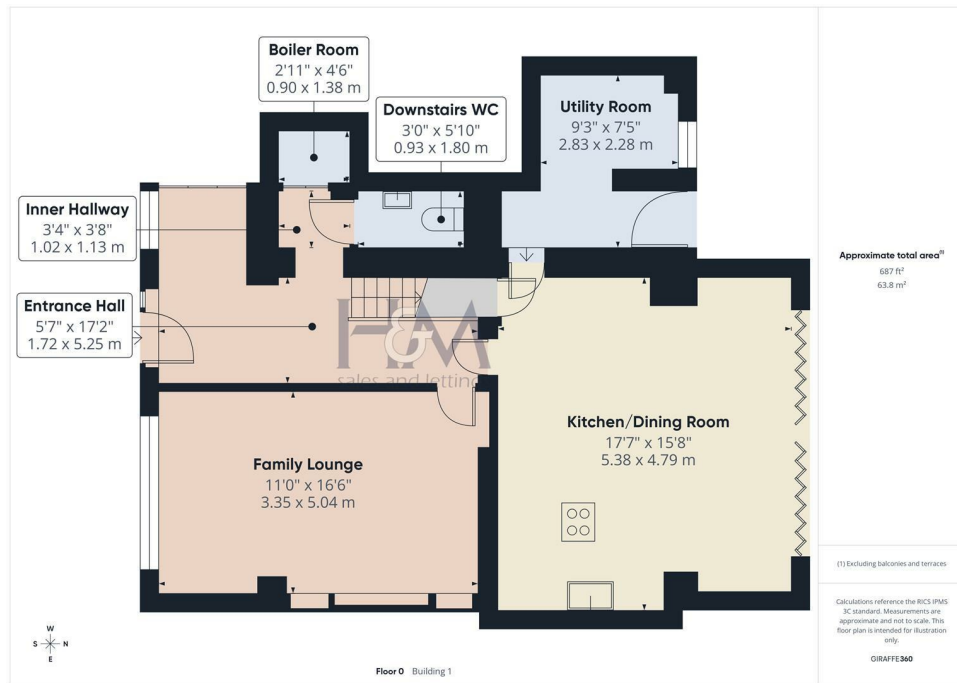 Boiler Room
2'11" x 4'6"
0.90 x 1.38 m
Downstairs WC
3'0" x 5'10"
0.93 x 1.80 m
Utility Room
9'3" x 7'5"
2.83 x 2.28 m
Inner Hallway
3'4" x 3'8"
1.02 x 1.13 m
Entrance Hall
5'7" x 17'2"
1.72 x 5.25 m
H&M
sales and letting
Kitchen/Dining Room
17'7" x 15'8"
5.38 x 4.79 m
Family Lounge
11'0" x 16'6"
3.35 x 5.04 m
W
S N
E
Floor 0 Building 1
Approximate total area(1)
687 ft²
63.8 m²
(1) Excluding balconies and terraces
Calculations reference the RICS IPMS
3C standard. Measurements are
approximate and not to scale. This
floor plan is intended for illustration
only.
GIRAFFE360